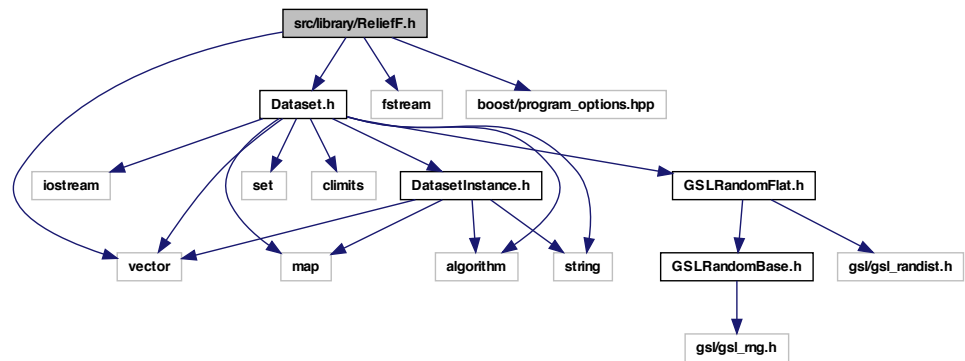 src/library/ReliefF.h
Dataset.h
fstream
boost/program_options.hpp
iostream
set
climits
DatasetInstance.h
GSLRandomFlat.h
vector
map
algorithm
string
GSLRandomBase.h
gsl/gsl_randist.h
gsl/gsl_rng.h